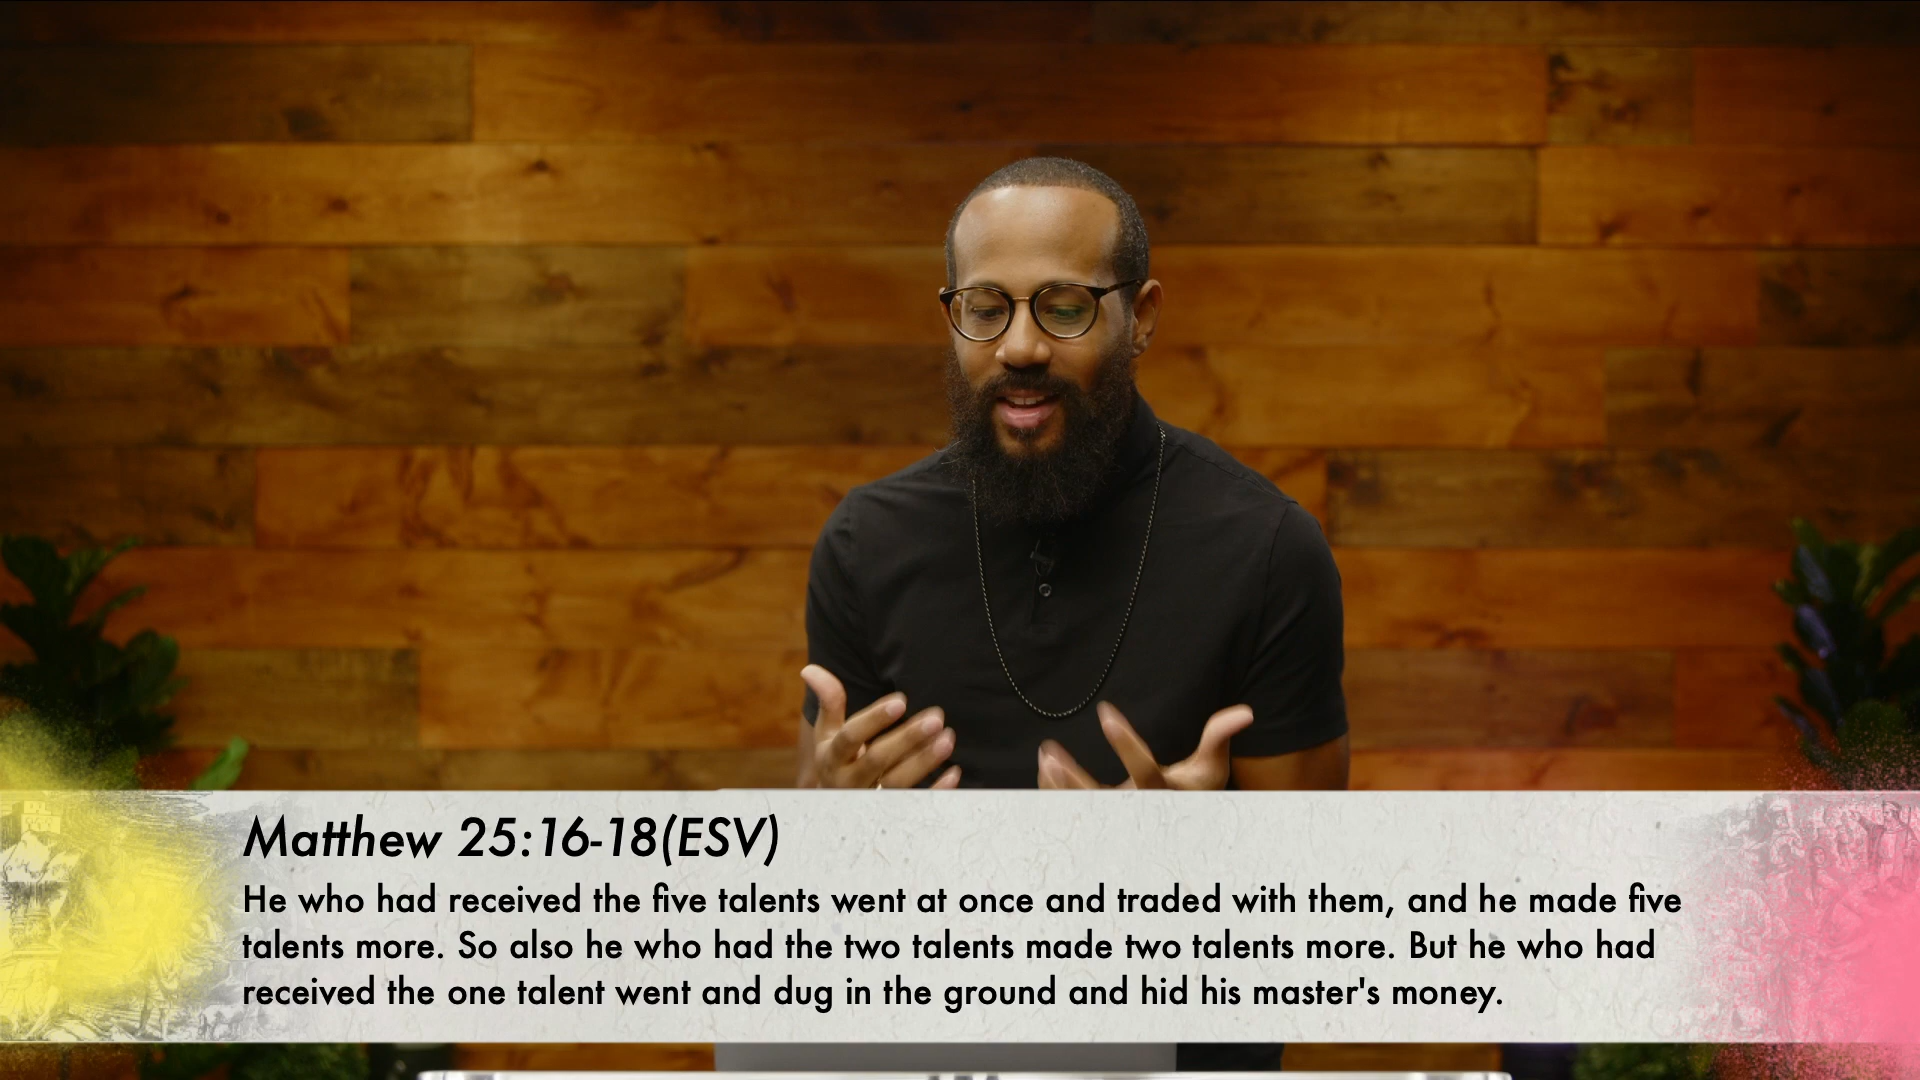 Matthew 25:16-18(ESV)
He who had received the five talents went at once and traded with them, and he made five
talents more. So also he who had the two talents made two talents more. But he who had
received the one talent went and dug in the ground and hid his master's money.